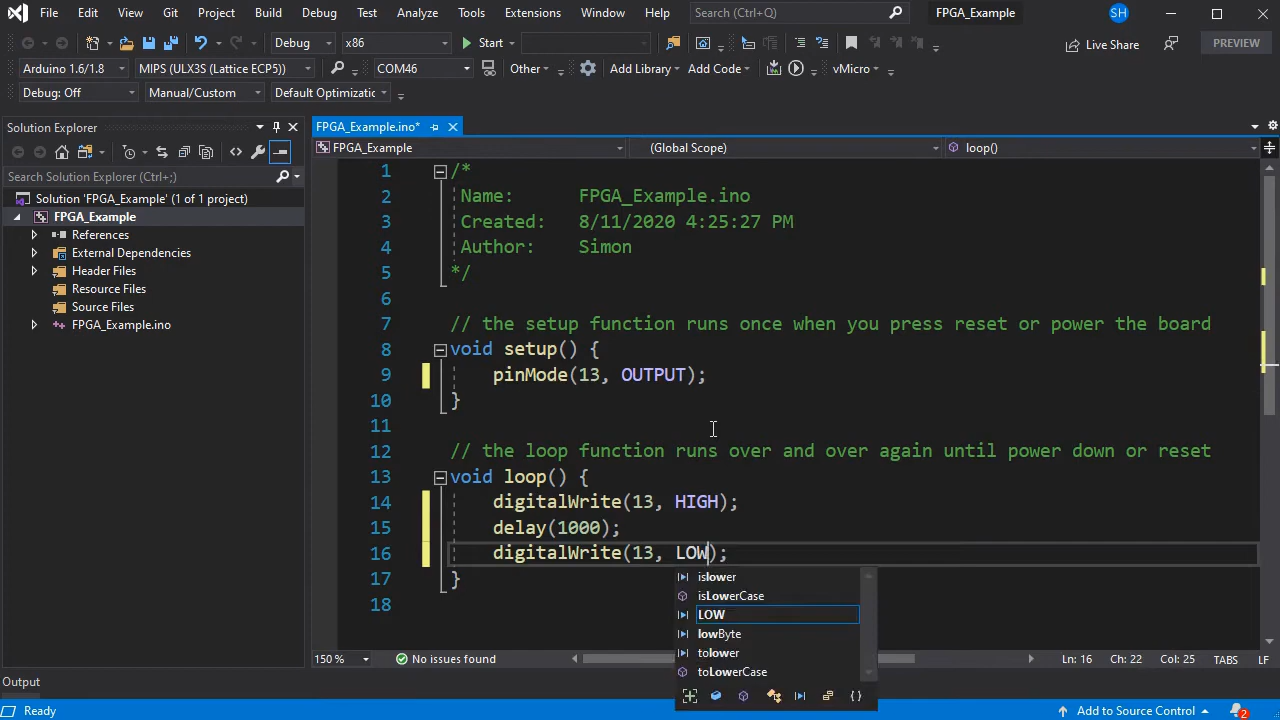 File Edit View Git Project Build Debug Test Analyze Tools Extensions Window Help Search (Ctrl+Q) FPGA_Example SH
Debug x86 Start Live Share PREVIEW
Arduino 1.6/1.8 MIPS (ULX3S (Lattice ECP5)) COM46 Other Add Library Add Code vMicro
Debug: Off Manual/Custom Default Optimizatic
Solution Explorer
Search Solution Explorer (Ctrl+;)
Solution 'FPGA_Example' (1 of 1 project)
FPGA_Example
References
External Dependencies
Header Files
Resource Files
Source Files
FPGA_Example.ino
FPGA_Example.ino*
FPGA_Example (Global Scope) loop()
1 /*
2 Name: FPGA_Example.ino
3 Created: 8/11/2020 4:25:27 PM
4 Author: Simon
5 */
6
7 // the setup function runs once when you press reset or power the board
8 void setup() {
9 pinMode(13, OUTPUT);
10 }
11
12 // the loop function runs over and over again until power down or reset
13 void loop() {
14 digitalWrite(13, HIGH);
15 delay(1000);
16 digitalWrite(13, LOW);
17 }
18
islower
isLowerCase
LOW
lowByte
tolower
toLowerCase
150 % No issues found Ln: 16 Ch: 22 Col: 25 TABS LF
Output
Ready Add to Source Control 2